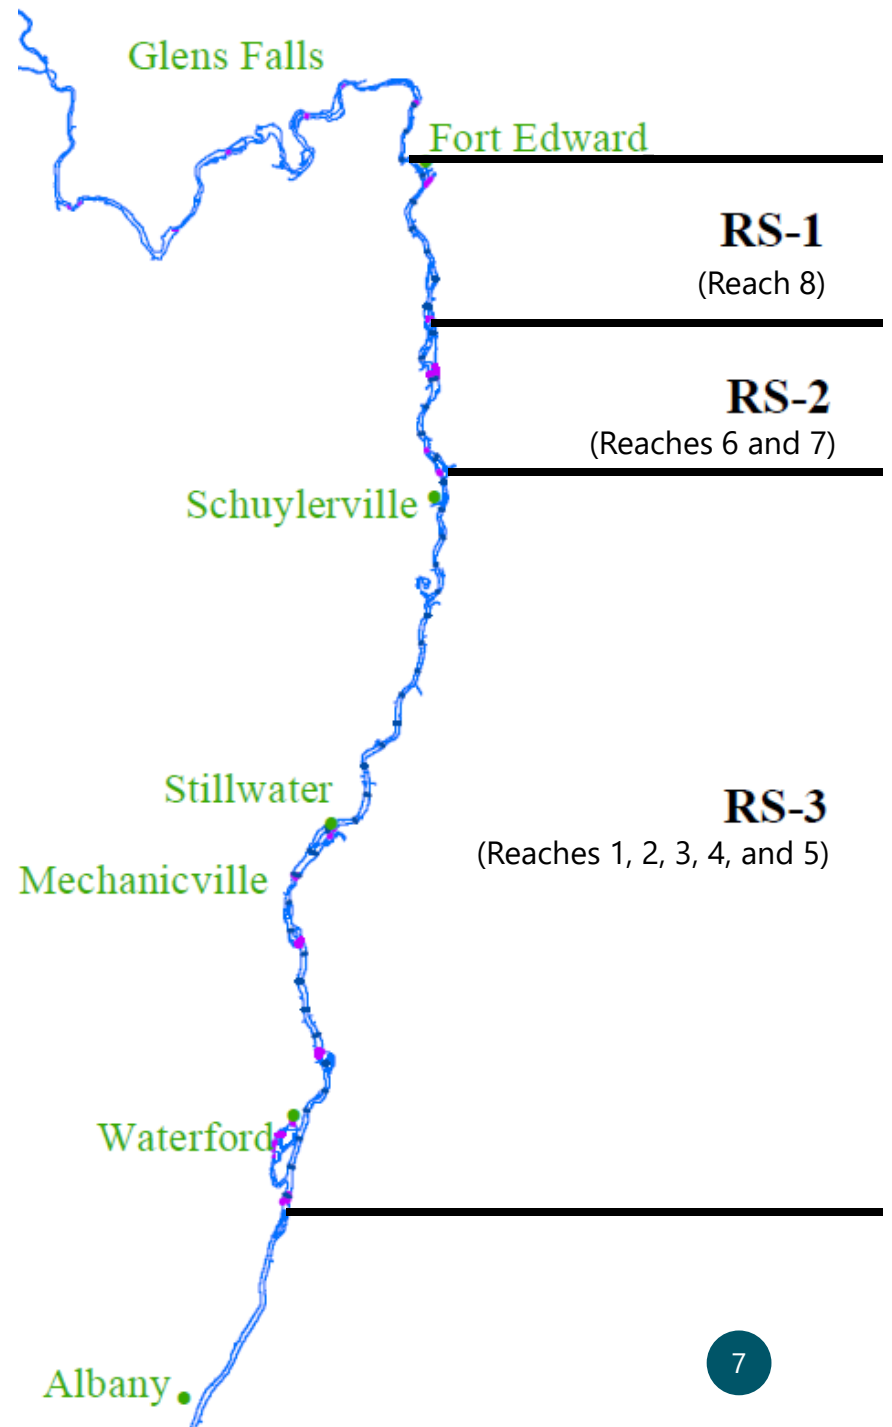 Glens Falls
Fort Edward
RS-1
(Reach 8)
RS-2
(Reaches 6 and 7)
Schuylerville
Stillwater
RS-3
(Reaches 1, 2, 3, 4, and 5)
Mechanicville
Waterford
7
Albany